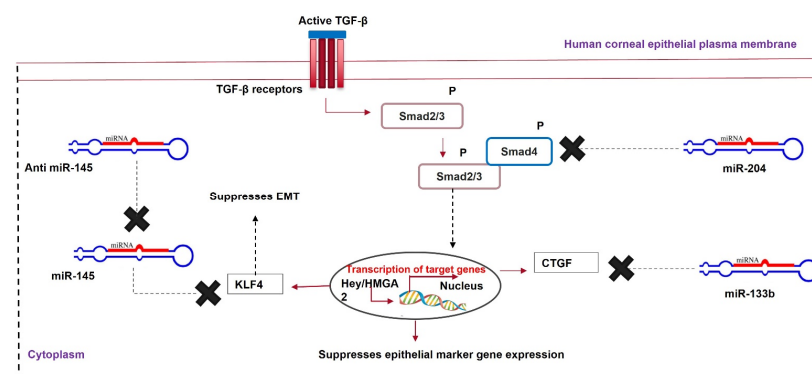 Active TGF-β
Human corneal epithelial plasma membrane
TGF-β receptors
P
Smad2/3
P
Smad4
P
Smad2/3
miRNA
miR-204
miRNA
Anti miR-145
Suppresses EMT
miRNA
miR-145
KLF4
Transcription of target genes
Hey/HMGA
2
Nucleus
CTGF
miRNA
miR-133b
Cytoplasm
Suppresses epithelial marker gene expression